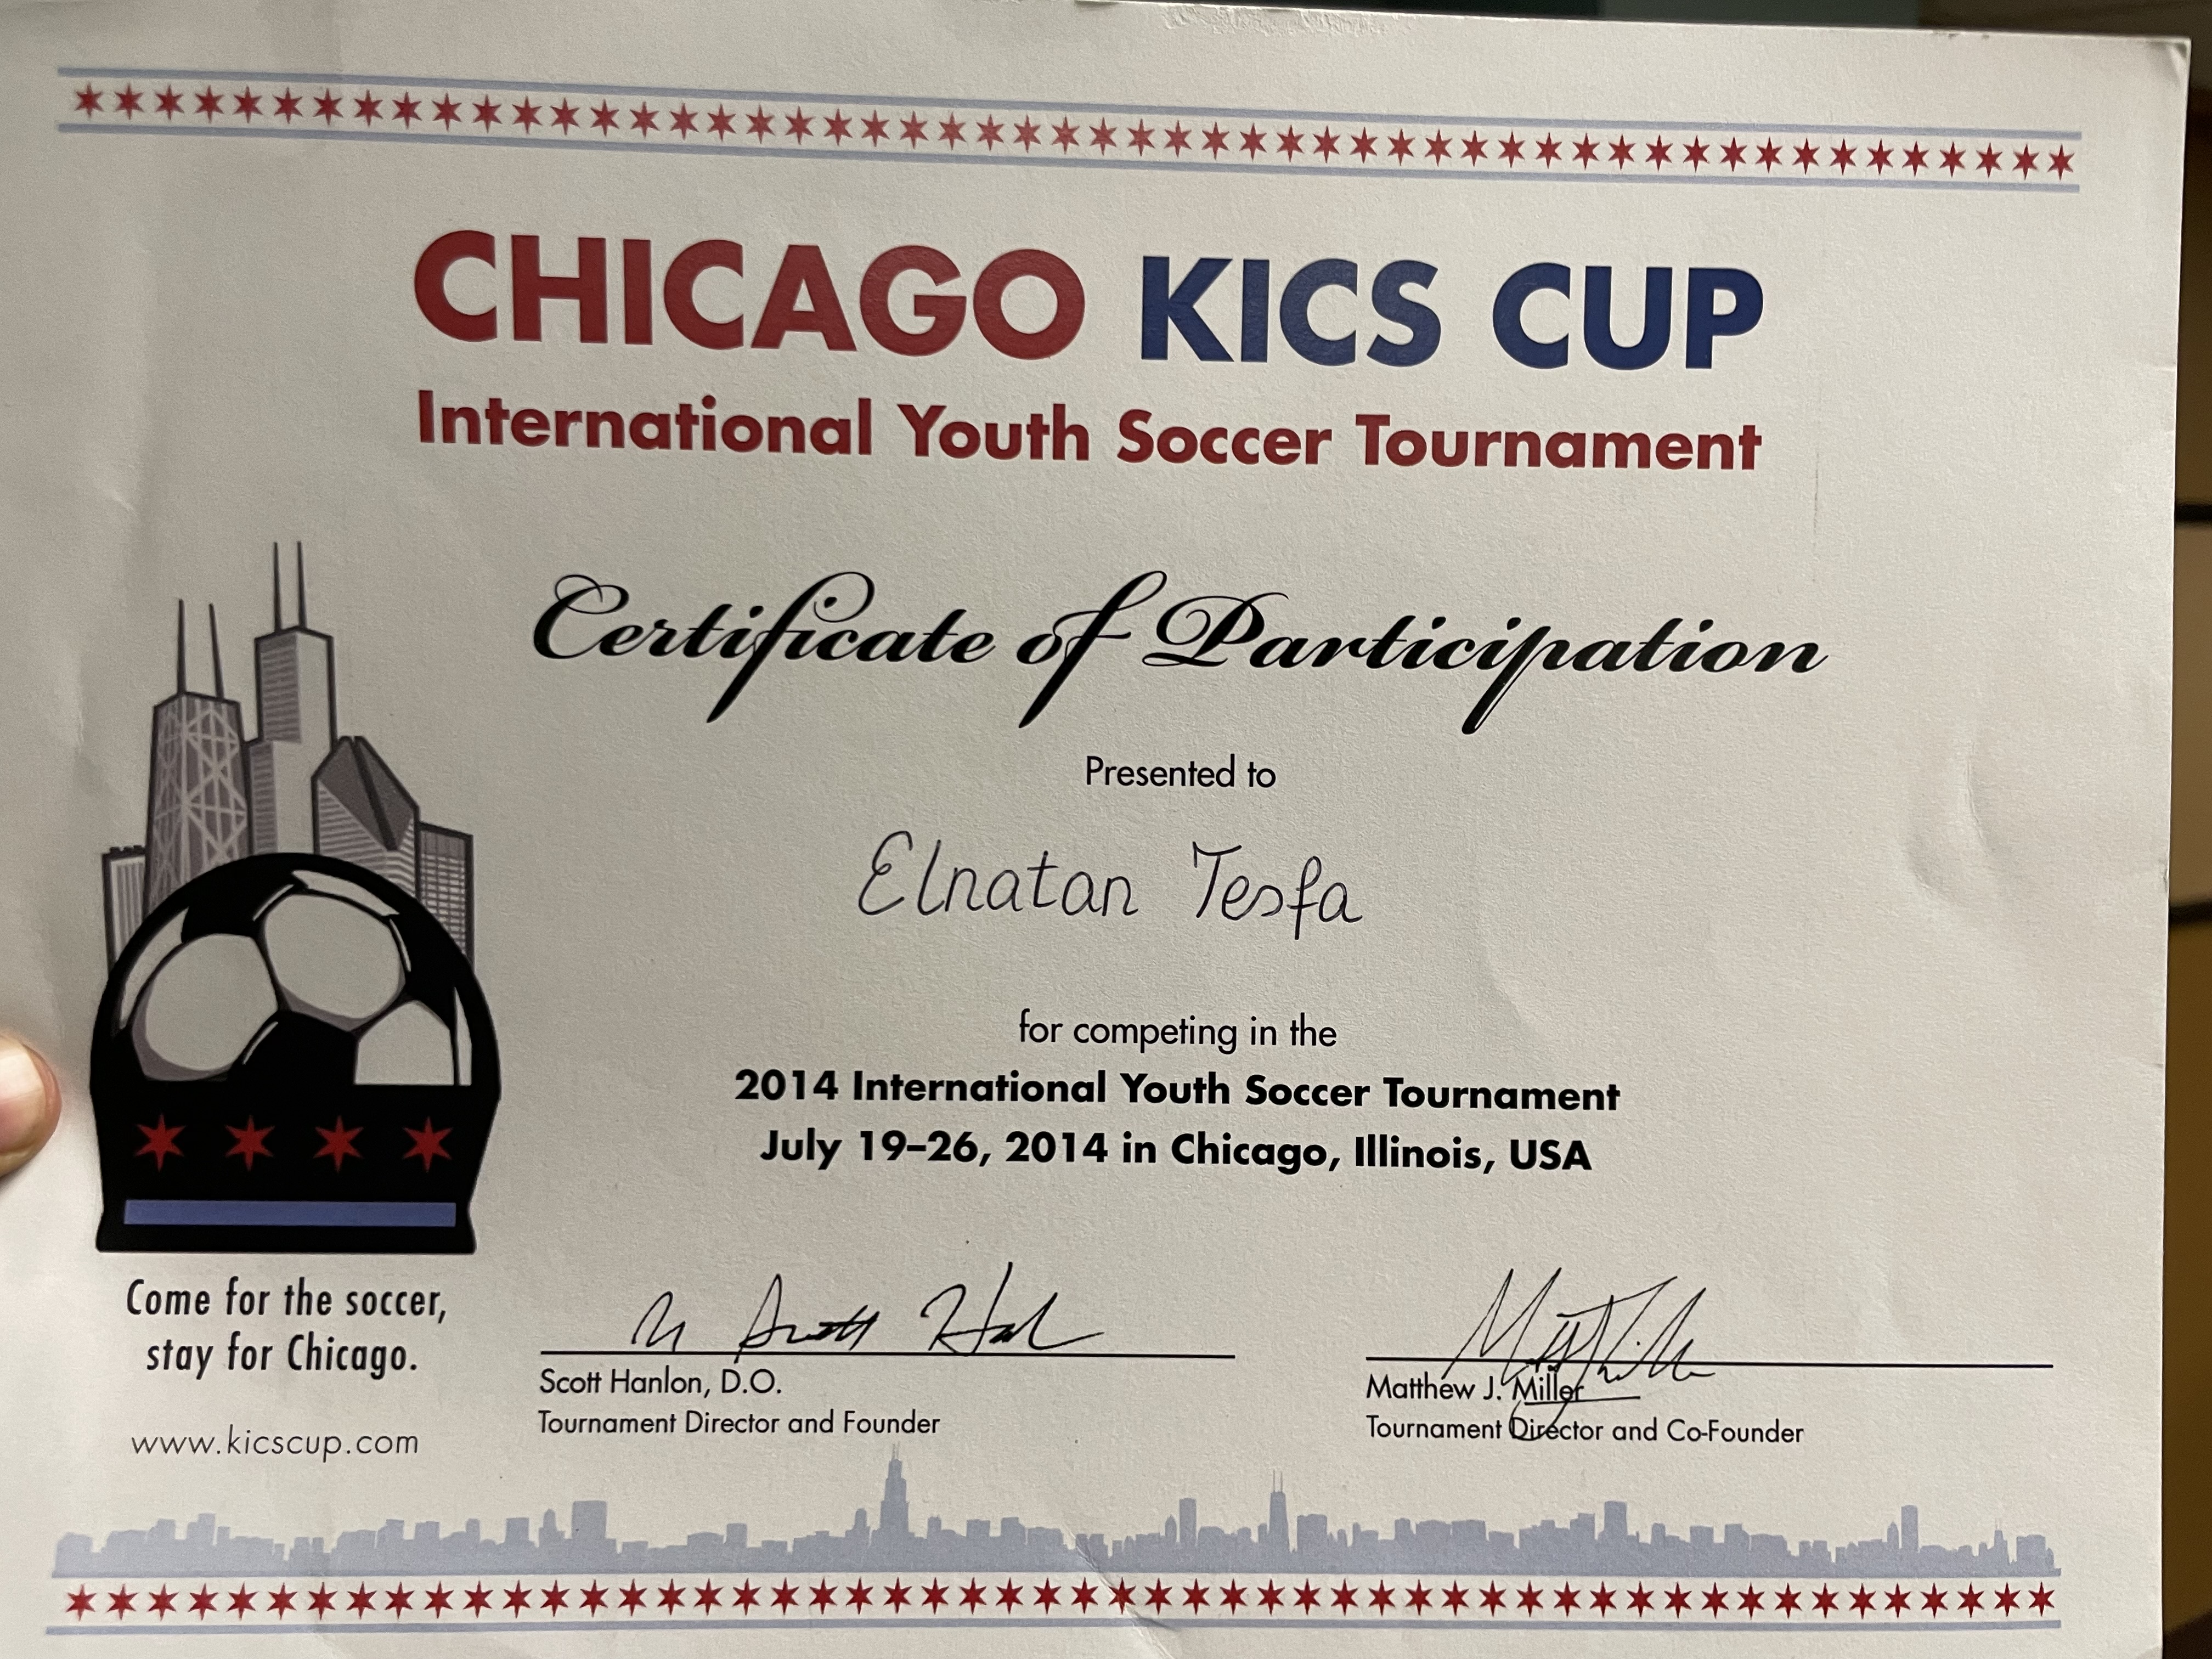 CHICAGO KICS CUP
International Youth Soccer Tournament
Certificate of Participation
Presented to
Elnatan Tesfa
for competing in the
2014 International Youth Soccer Tournament
July 19–26, 2014 in Chicago, Illinois, USA
Come for the soccer,
stay for Chicago.
www.kicscup.com
Scott Hanlon, D.O.
Tournament Director and Founder
Matthew J. Miller
Tournament Director and Co-Founder